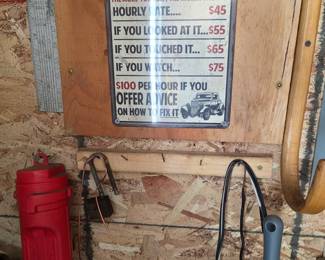 HOURLY RATE.... $45
IF YOU LOOKED AT IT...$55
IF YOU TOUCHED IT... $65
IF YOU WATCH... $75
$100 PER HOUR IF YOU
OFFER ADVICE
ON HOW TO FIX IT